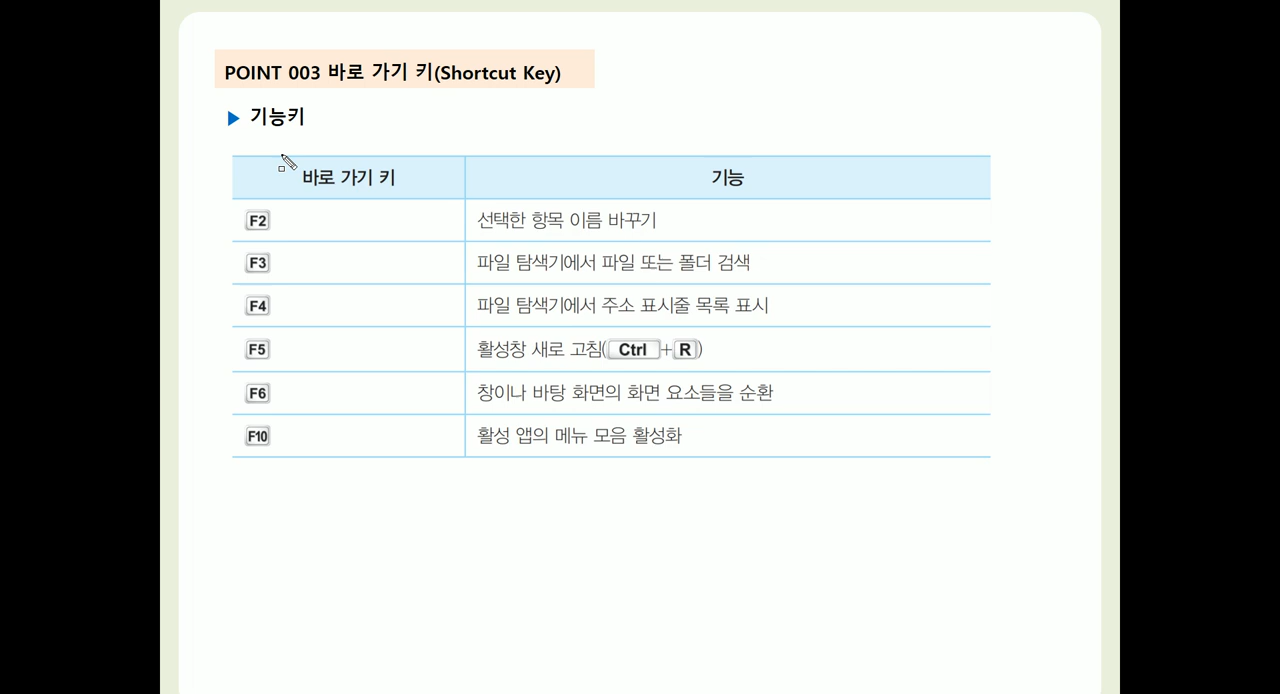 POINT 003 바로 가기 키(Shortcut Key)
▶ 기능키
바로 가기 키 기능
F2 선택한 항목 이름 바꾸기
F3 파일 탐색기에서 파일 또는 폴더 검색
F4 파일 탐색기에서 주소 표시줄 목록 표시
F5 활성창 새로 고침(Ctrl+R)
F6 창이나 바탕 화면의 화면 요소들을 순환
F10 활성 앱의 메뉴 모음 활성화